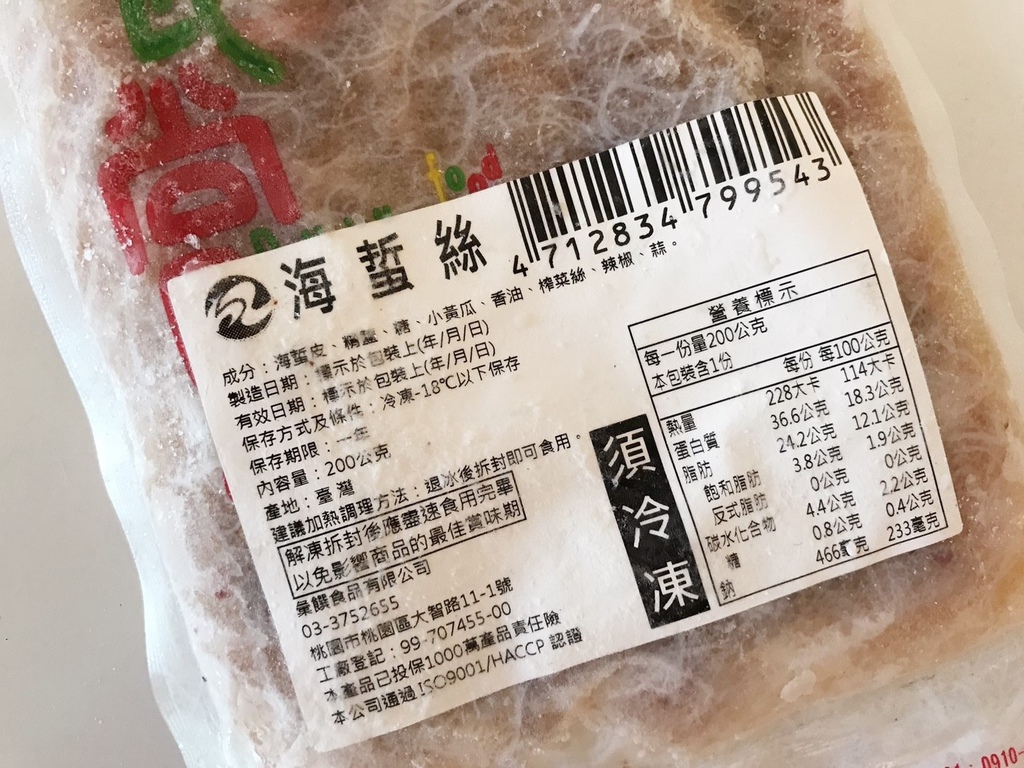 尚
food
4 712834 799543
海蜇絲
成分：海蜇皮、精鹽、糖、小黃瓜、香油、榨菜絲、辣椒、蒜。
製造日期：標示於包裝上(年/月/日)
有效日期：標示於包裝上(年/月/日)
保存方式及條件：冷凍-18℃以下保存
保存期限：一年
內容量：200公克
產地：臺灣
建議加熱調理方法：退冰後拆封即可食用。
解凍拆封後應盡速食用完畢
以免影響商品的最佳賞味期
彙饌食品有限公司
03-3752655
桃園市桃園區大智路11-1號
工廠登記：99-707455-00
本產品已投保1000萬產品責任險
本公司通過ISO9001/HACCP 認證
須冷凍
營養標示
每一份量200公克
本包裝含1份
每份 每100公克
熱量 228大卡 114大卡
蛋白質 36.6公克 18.3公克
脂肪 24.2公克 12.1公克
飽和脂肪 3.8公克 1.9公克
反式脂肪 0公克 0公克
碳水化合物 4.4公克 2.2公克
糖 0.8公克 0.4公克
鈉 466毫克 233毫克
0910-